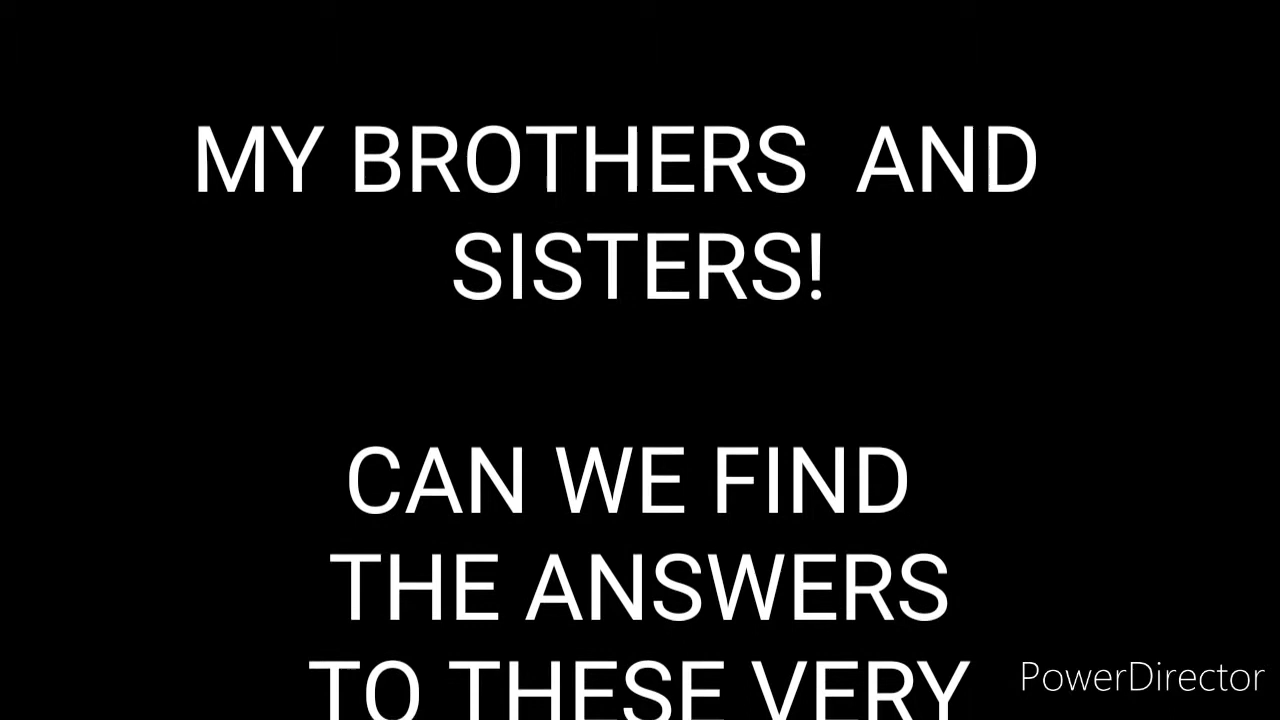 MY BROTHERS  AND
SISTERS!
CAN WE FIND
THE ANSWERS
TO THESE VERY
PowerDirector